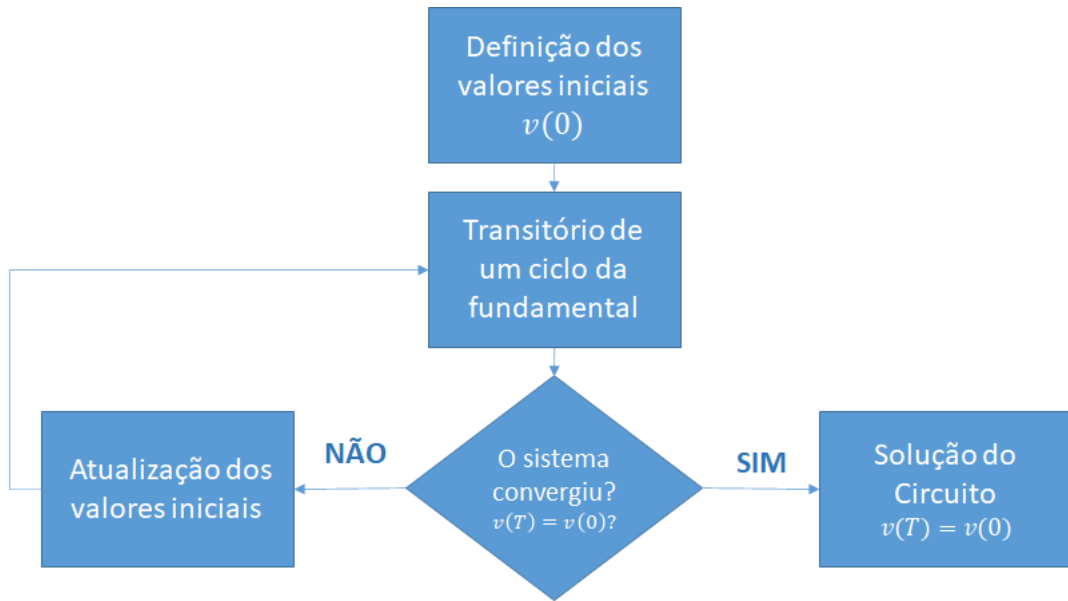 Definição dos
valores iniciais
v(0)
Transitório de
um ciclo da
fundamental
O sistema
convergiu?
v(T) = v(0)?
NÃO
Atualização dos
valores iniciais
SIM
Solução do
Circuito
v(T) = v(0)